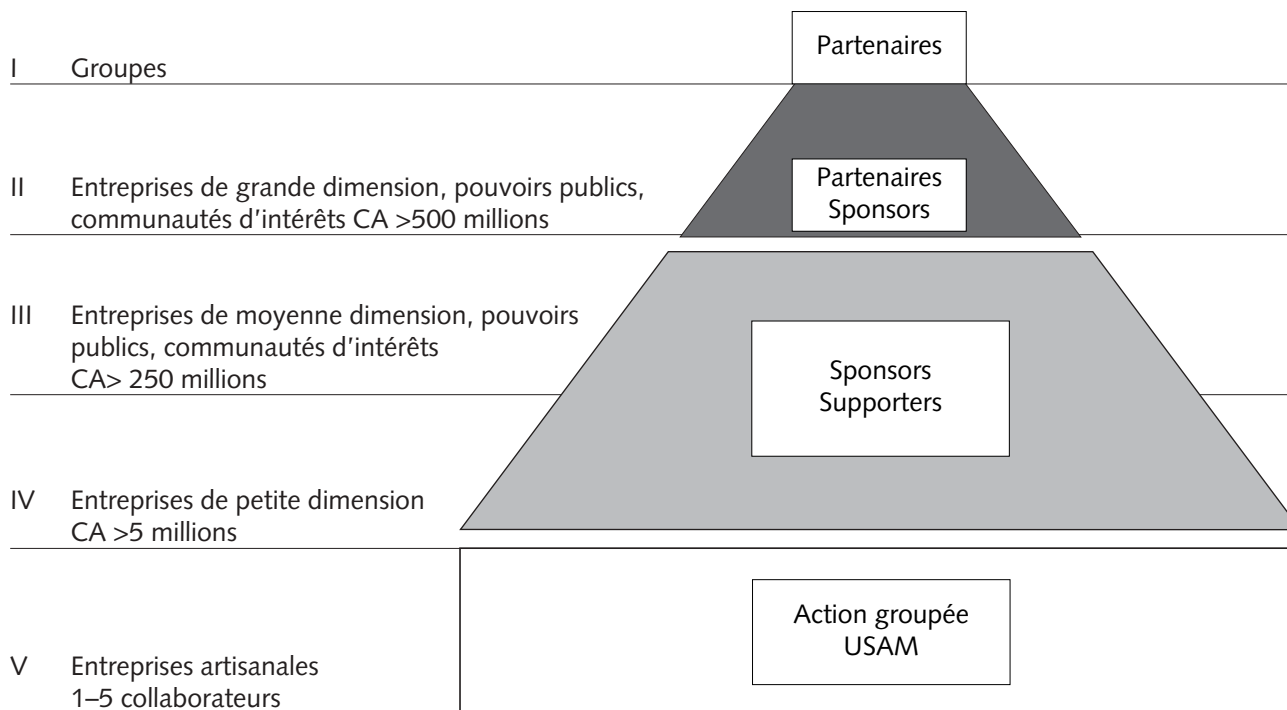 Partenaires
I Groupes
II Entreprises de grande dimension, pouvoirs publics,
communautés d'intérêts CA >500 millions
Partenaires
Sponsors
III Entreprises de moyenne dimension, pouvoirs
publics, communautés d'intérêts
CA> 250 millions
Sponsors
Supporters
IV Entreprises de petite dimension
CA >5 millions
Action groupée
USAM
V Entreprises artisanales
1–5 collaborateurs